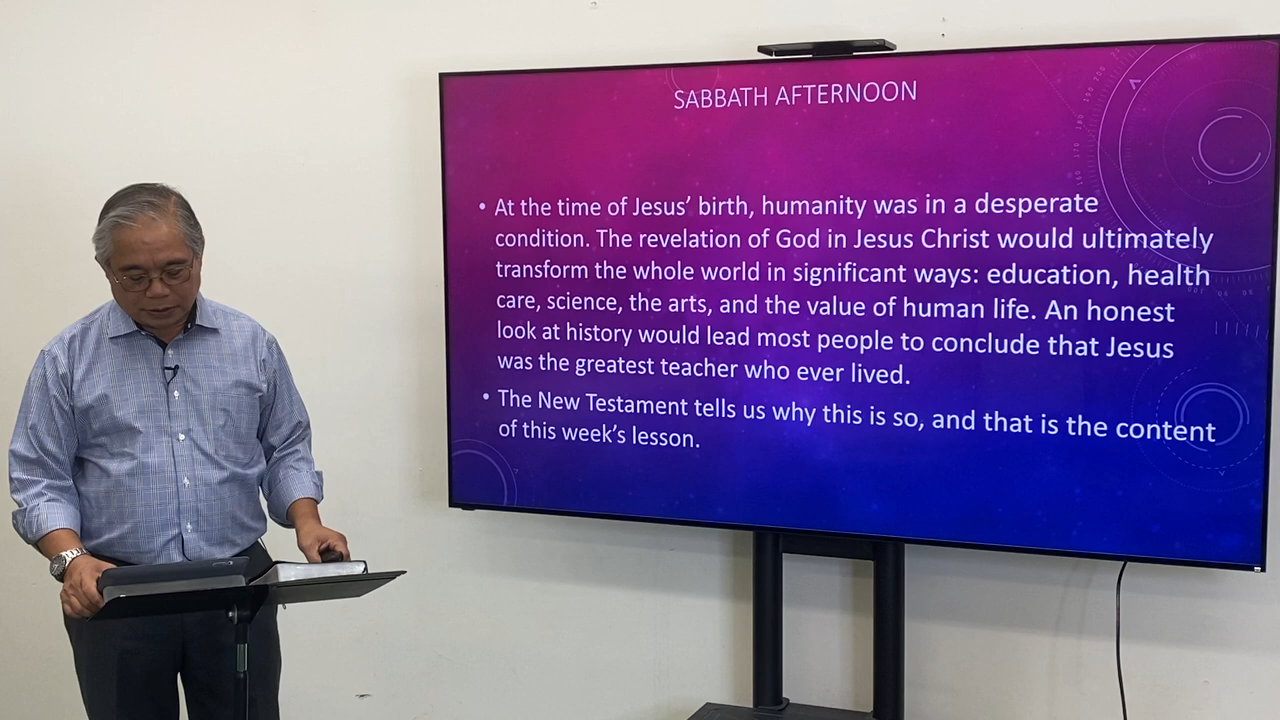 SABBATH AFTERNOON
• At the time of Jesus’ birth, humanity was in a desperate
condition. The revelation of God in Jesus Christ would ultimately
transform the whole world in significant ways: education, health
care, science, the arts, and the value of human life. An honest
look at history would lead most people to conclude that Jesus
was the greatest teacher who ever lived.
• The New Testament tells us why this is so, and that is the content
of this week’s lesson.